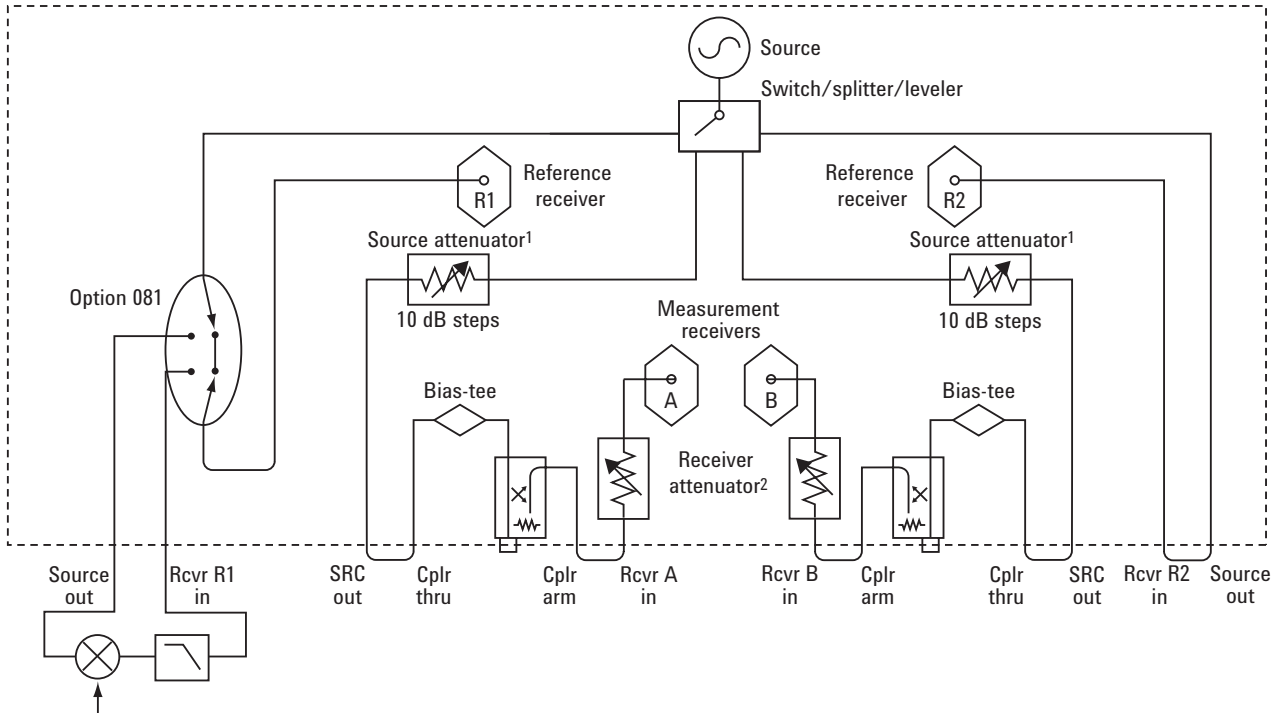 Source
Switch/splitter/leveler
Reference
receiver
R1
Reference
receiver
R2
Source attenuator1
10 dB steps
Source attenuator1
10 dB steps
Option 081
Measurement
receivers
A
B
Bias-tee
Bias-tee
Receiver
attenuator2
Source
out
Rcvr R1
in
SRC
out
Cplr
thru
Cplr
arm
Rcvr A
in
Rcvr B
in
Cplr
arm
Cplr
thru
SRC
out
Rcvr R2
in
Source
out